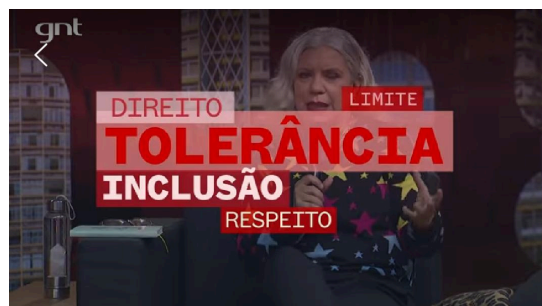 gnt
DIREITO
LIMITE
TOLERÂNCIA
INCLUSÃO
RESPEITO